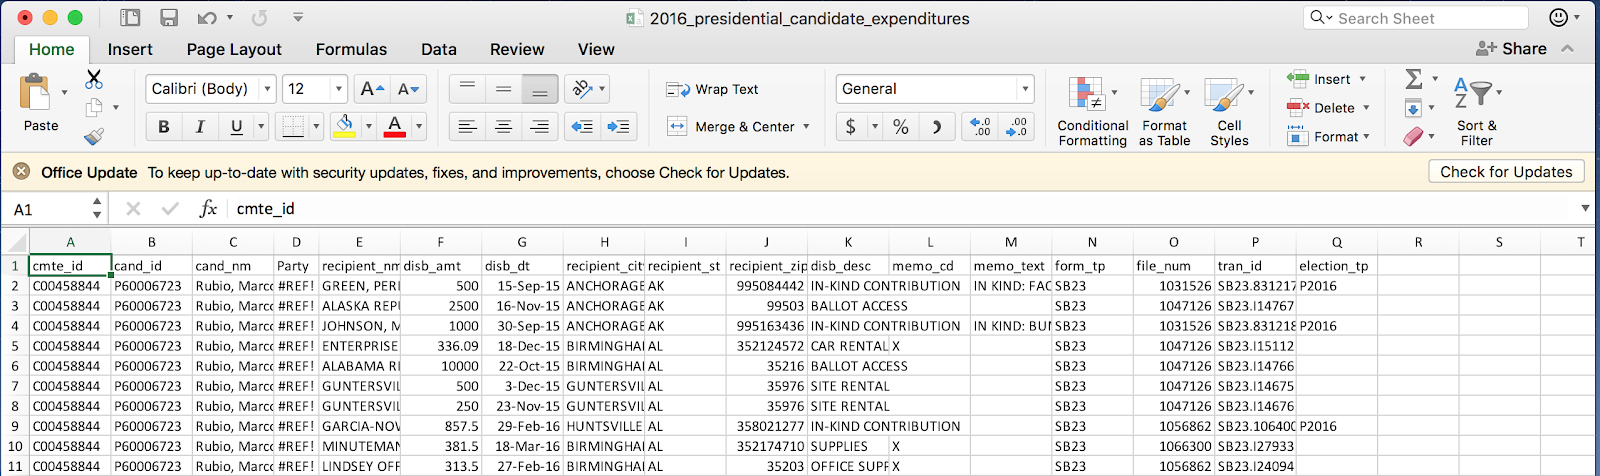 2016_presidential_candidate_expenditures
Search Sheet
Home Insert Page Layout Formulas Data Review View
Share
Paste
Calibri (Body) 12 A A
B I U A
Wrap Text
Merge & Center
General
$ %
.0 .00 .00 .0
Conditional Formatting
Format as Table
Cell Styles
Insert
Delete
Format
Σ
A Z
Sort & Filter
Office Update To keep up-to-date with security updates, fixes, and improvements, choose Check for Updates.
Check for Updates
A1 fx cmte_id
A B C D E F G H I J K L M N O P Q R S T
1 cmte_id cand_id cand_nm Party recipient_nm disb_amt disb_dt recipient_city recipient_st recipient_zip disb_desc memo_cd memo_text form_tp file_num tran_id election_tp
2 C00458844 P60006723 Rubio, Marco #REF! GREEN, PER 500 15-Sep-15 ANCHORAGE AK 995084442 IN-KIND CONTRIBUTION IN KIND: FAC SB23 1031526 SB23.831217 P2016
3 C00458844 P60006723 Rubio, Marco #REF! ALASKA REPU 2500 16-Nov-15 ANCHORAGE AK 99503 BALLOT ACCESS SB23 1047126 SB23.I14767
4 C00458844 P60006723 Rubio, Marco #REF! JOHNSON, M 1000 30-Sep-15 ANCHORAGE AK 995163436 IN-KIND CONTRIBUTION IN KIND: BUN SB23 1031526 SB23.831218 P2016
5 C00458844 P60006723 Rubio, Marco #REF! ENTERPRISE 336.09 18-Dec-15 BIRMINGHAM AL 352124572 CAR RENTAL X SB23 1047126 SB23.I15112
6 C00458844 P60006723 Rubio, Marco #REF! ALABAMA RE 10000 22-Oct-15 BIRMINGHAM AL 35216 BALLOT ACCESS SB23 1047126 SB23.I14766
7 C00458844 P60006723 Rubio, Marco #REF! GUNTERSVIL 500 3-Dec-15 GUNTERSVIL AL 35976 SITE RENTAL SB23 1047126 SB23.I14675
8 C00458844 P60006723 Rubio, Marco #REF! GUNTERSVIL 250 23-Nov-15 GUNTERSVIL AL 35976 SITE RENTAL SB23 1047126 SB23.I14676
9 C00458844 P60006723 Rubio, Marco #REF! GARCIA-NOV 857.5 29-Feb-16 HUNTSVILLE AL 358021277 IN-KIND CONTRIBUTION SB23 1056862 SB23.106400 P2016
10 C00458844 P60006723 Rubio, Marco #REF! MINUTEMAN 381.5 18-Mar-16 BIRMINGHAM AL 352174710 SUPPLIES X SB23 1066300 SB23.I27933
11 C00458844 P60006723 Rubio, Marco #REF! LINDSEY OFF 313.5 27-Feb-16 BIRMINGHAM AL 35203 OFFICE SUPP X SB23 1056862 SB23.I24094